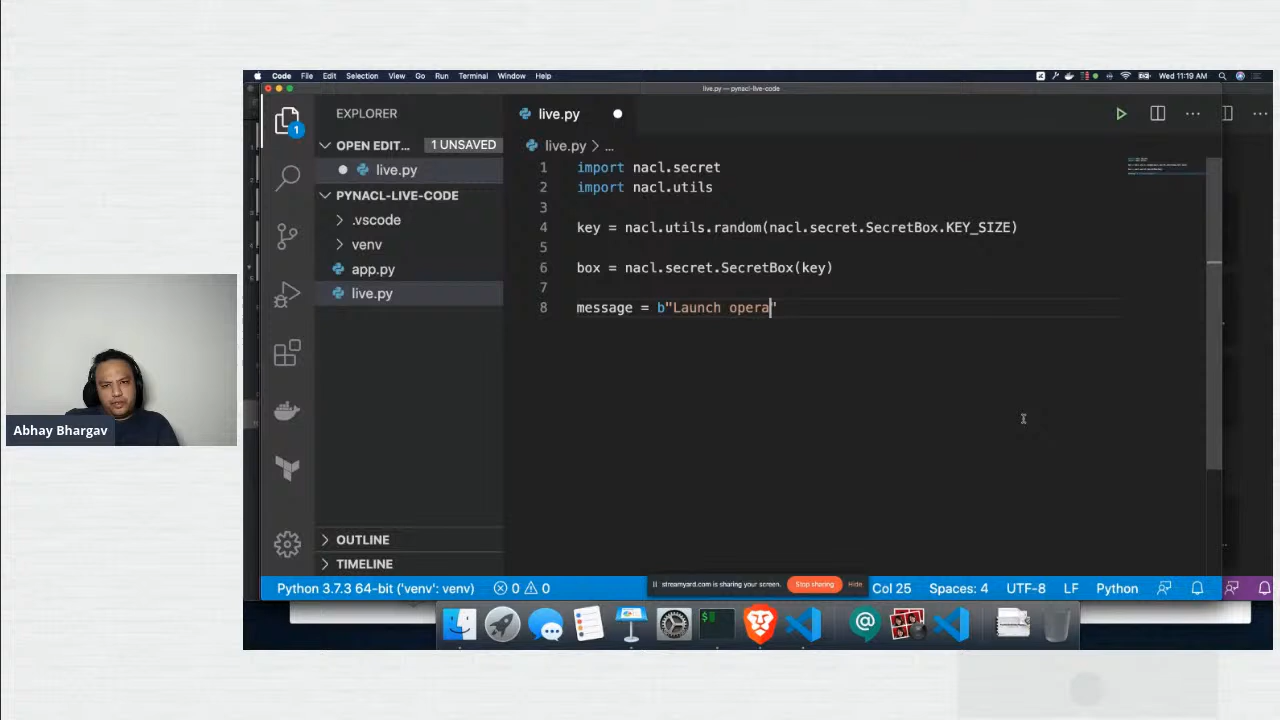 Code File Edit Selection View Go Run Terminal Window Help
Wed 11:19 AM
live.py — pynacl-live-code
EXPLORER
live.py
1
OPEN EDIT... 1 UNSAVED
live.py > ...
live.py
PYNACL-LIVE-CODE
.vscode
venv
app.py
live.py
1 import nacl.secret
2 import nacl.utils
3
4 key = nacl.utils.random(nacl.secret.SecretBox.KEY_SIZE)
5
6 box = nacl.secret.SecretBox(key)
7
8 message = b"Launch opera"
Abhay Bhargav
OUTLINE
TIMELINE
streamyard.com is sharing your screen. Stop sharing Hide
Python 3.7.3 64-bit ('venv': venv) 0 0 Col 25 Spaces: 4 UTF-8 LF Python